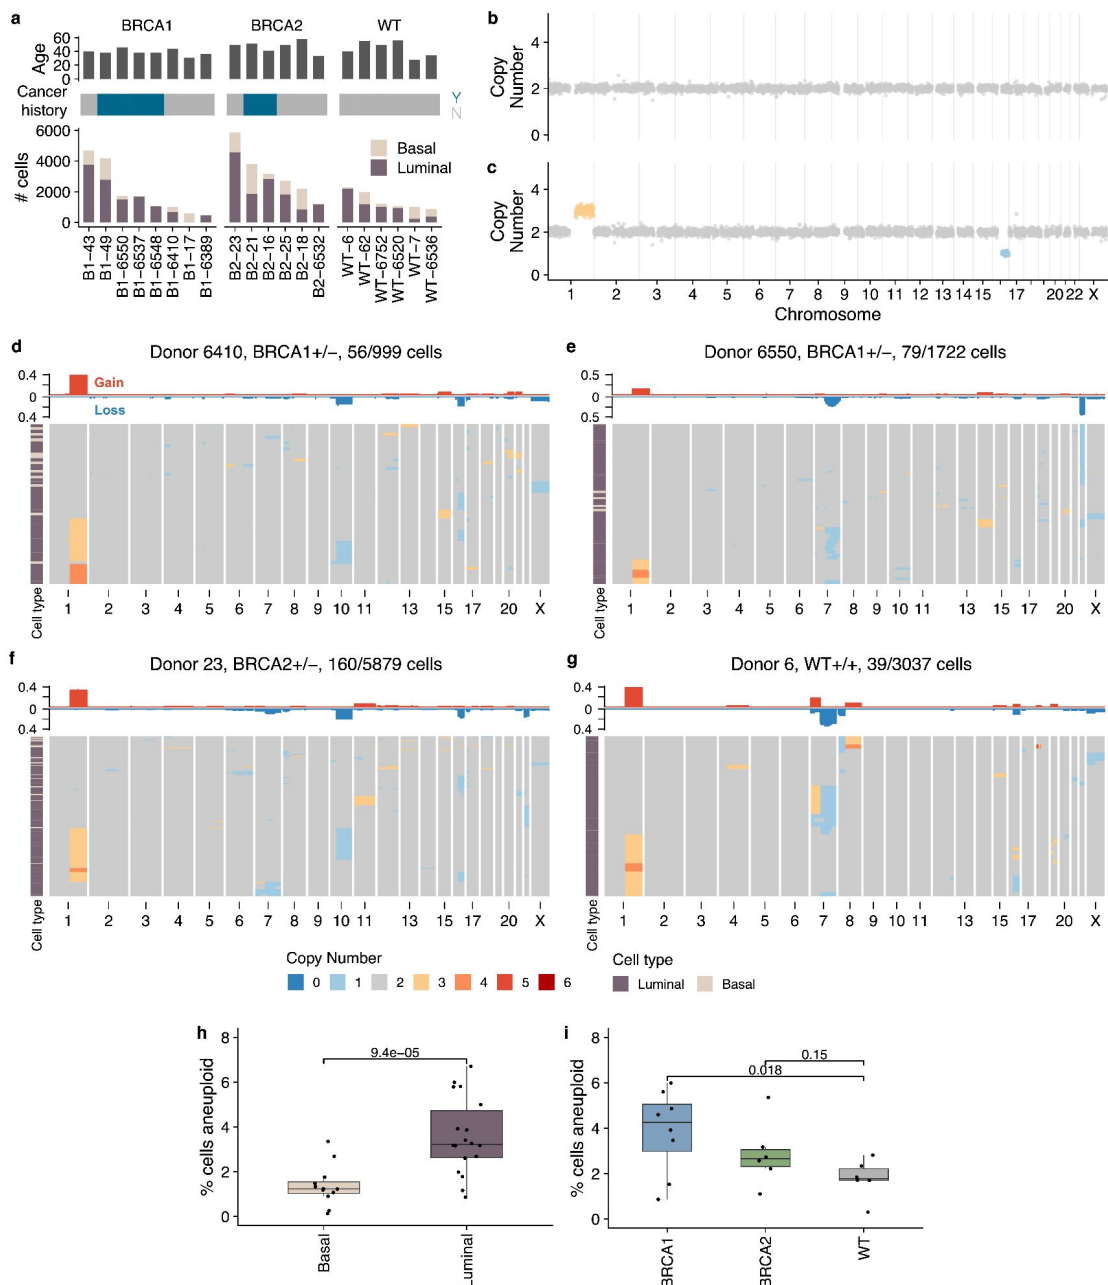 a
BRCA1 BRCA2 WT
Age
60
40
20
0
Cancer
history
Y
N
# cells
6000
4000
2000
0
Basal
Luminal
B1−43 B1−49 B1−6550 B1−6537 B1−6548 B1−6410 B1−17 B1−6389
B2−23 B2−21 B2−16 B2−25 B2−18 B2−6532
WT−6 WT−62 WT−6752 WT−6520 WT−7 WT−6536
b
Copy
Number
4
2
0
c
Copy
Number
4
2
0
1 2 3 4 5 6 7 8 9 10 11 12 13 14 15 17 20 22 X
Chromosome
d
Donor 6410, BRCA1+/−, 56/999 cells
0.4
0
0.4
Gain
Loss
Cell type
1 2 3 4 5 6 7 8 9 10 11 13 15 17 20 X
e
Donor 6550, BRCA1+/−, 79/1722 cells
0.5
0
0.5
Cell type
1 2 3 4 5 6 7 8 9 10 11 13 15 17 20 X
f
Donor 23, BRCA2+/−, 160/5879 cells
0.4
0
0.4
Cell type
1 2 3 4 5 6 7 8 9 10 11 13 15 17 20 X
g
Donor 6, WT+/+, 39/3037 cells
0.4
0
0.4
Cell type
1 2 3 4 5 6 7 8 9 10 11 13 15 17 20 X
Copy Number
0 1 2 3 4 5 6
Cell type
Luminal Basal
h
% cells aneuploid
8
6
4
2
0
9.4e−05
Basal Luminal
i
% cells aneuploid
8
6
4
2
0
0.15
0.018
BRCA1 BRCA2 WT